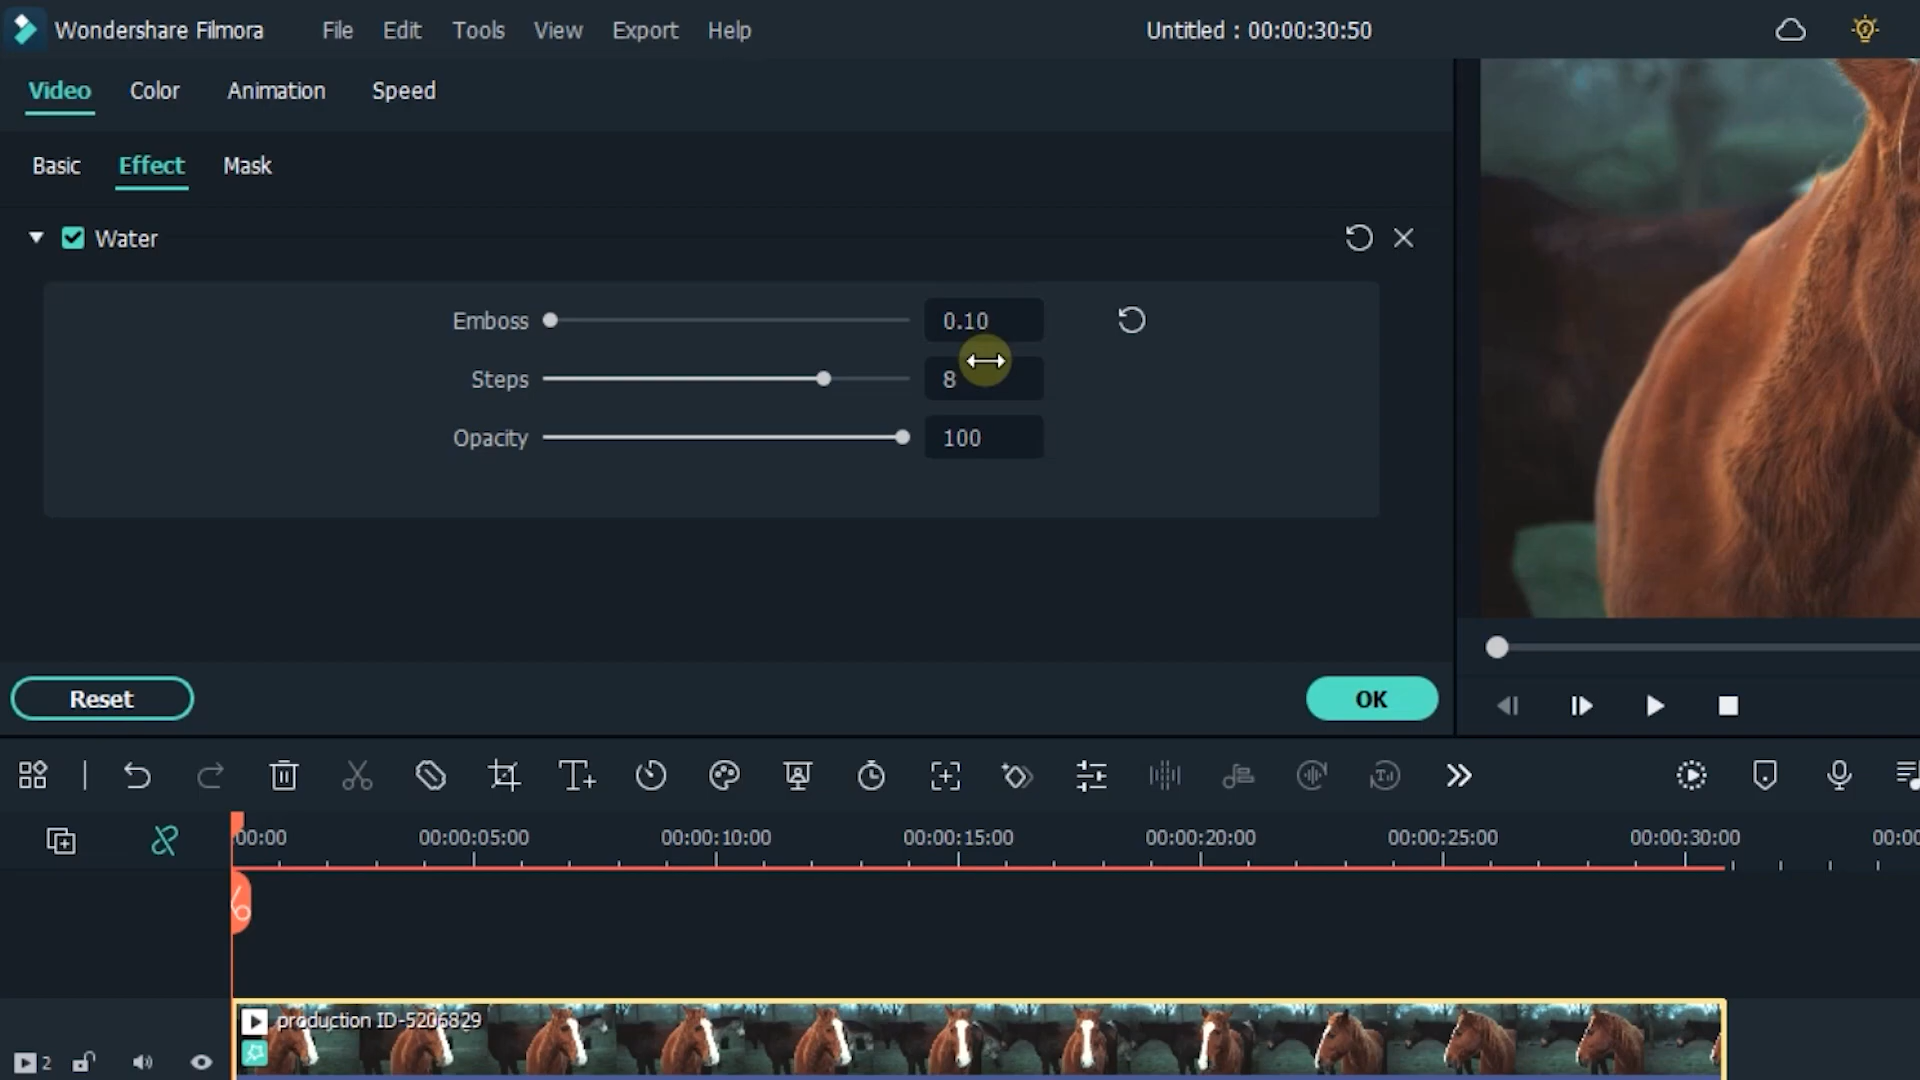 Wondershare Filmora File Edit Tools View Export Help Untitled : 00:00:30:50
Video Color Animation Speed
Basic Effect Mask
Water
Emboss 0.10
Steps 8
Opacity 100
Reset OK
00:00 00:00:05:00 00:00:10:00 00:00:15:00 00:00:20:00 00:00:25:00 00:00:30:00 00:00
production ID-5206829
2